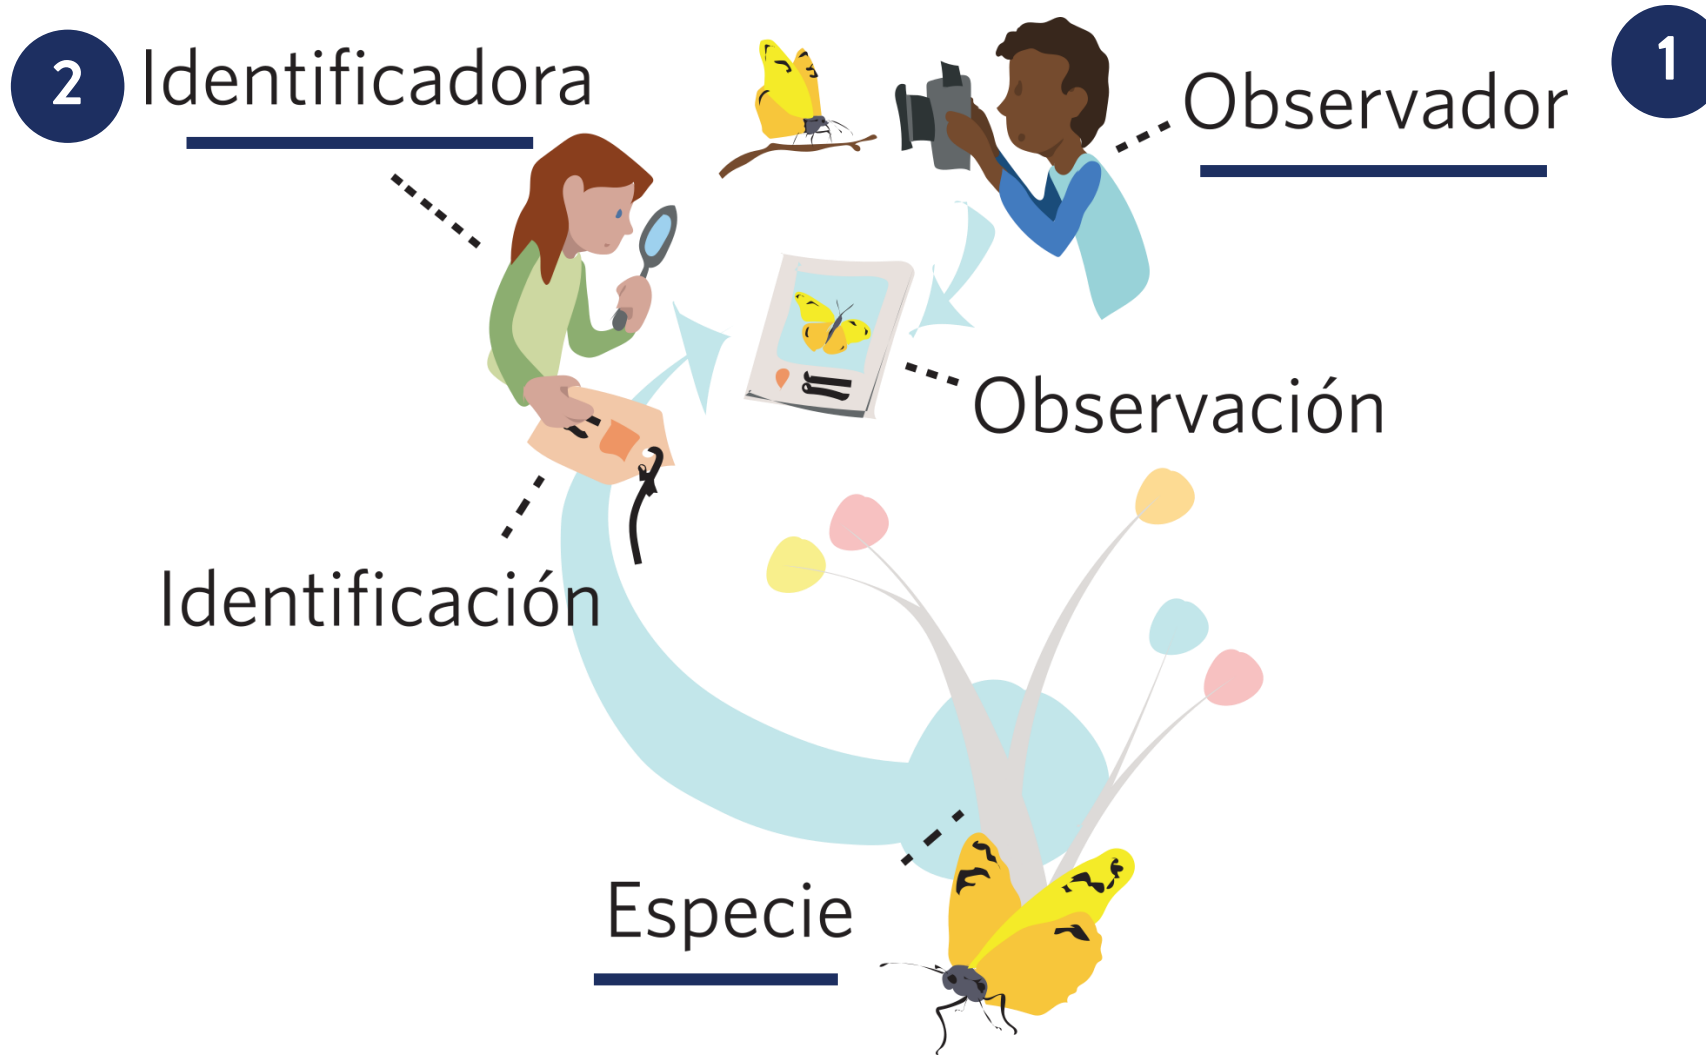 2
Identificadora
Observador
1
Observación
Identificación
Especie